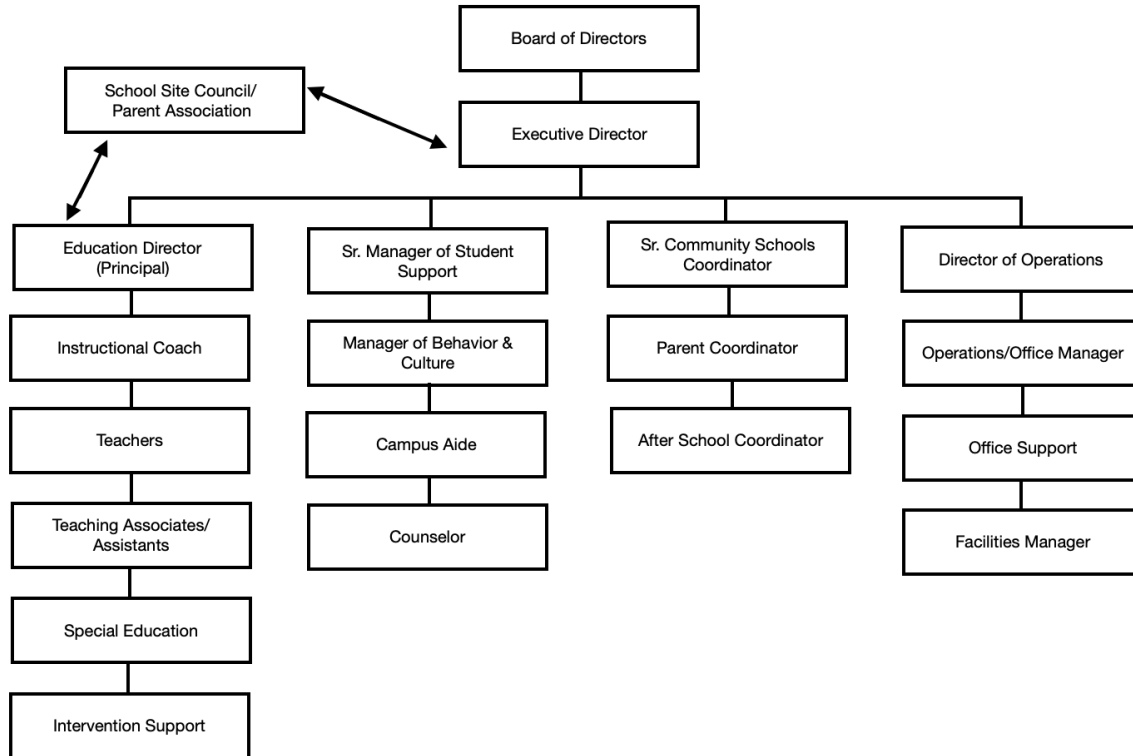 Board of Directors
School Site Council/
Parent Association
Executive Director
Education Director
(Principal)
Sr. Manager of Student
Support
Sr. Community Schools
Coordinator
Director of Operations
Instructional Coach
Manager of Behavior &
Culture
Parent Coordinator
Operations/Office Manager
Teachers
Campus Aide
After School Coordinator
Office Support
Teaching Associates/
Assistants
Counselor
Facilities Manager
Special Education
Intervention Support